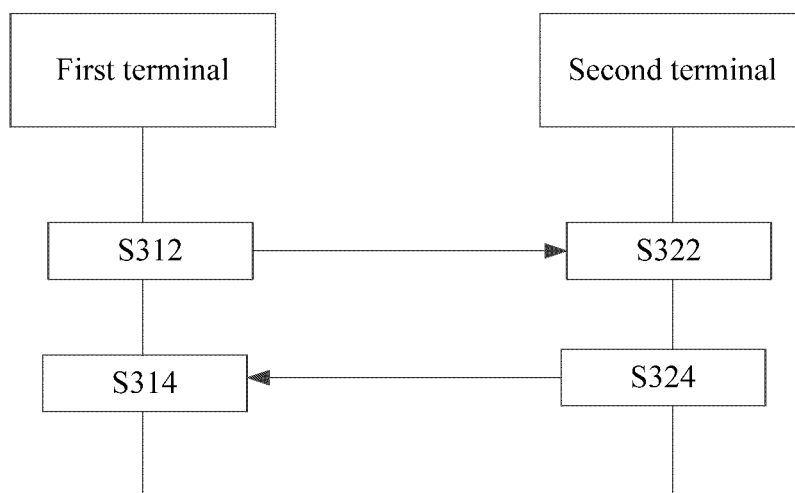 First terminal
Second terminal
S312
S322
S314
S324